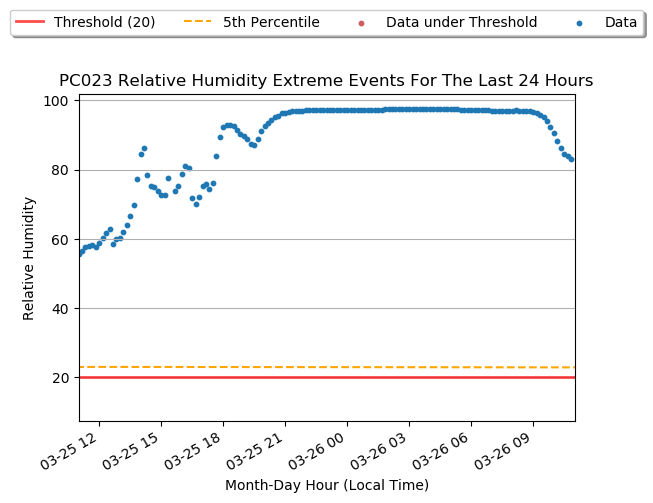 Threshold (20) 5th Percentile Data under Threshold Data
PC023 Relative Humidity Extreme Events For The Last 24 Hours
100
80
60
40
20
Relative Humidity
03-25 12 03-25 15 03-25 18 03-25 21 03-26 00 03-26 03 03-26 06 03-26 09
Month-Day Hour (Local Time)